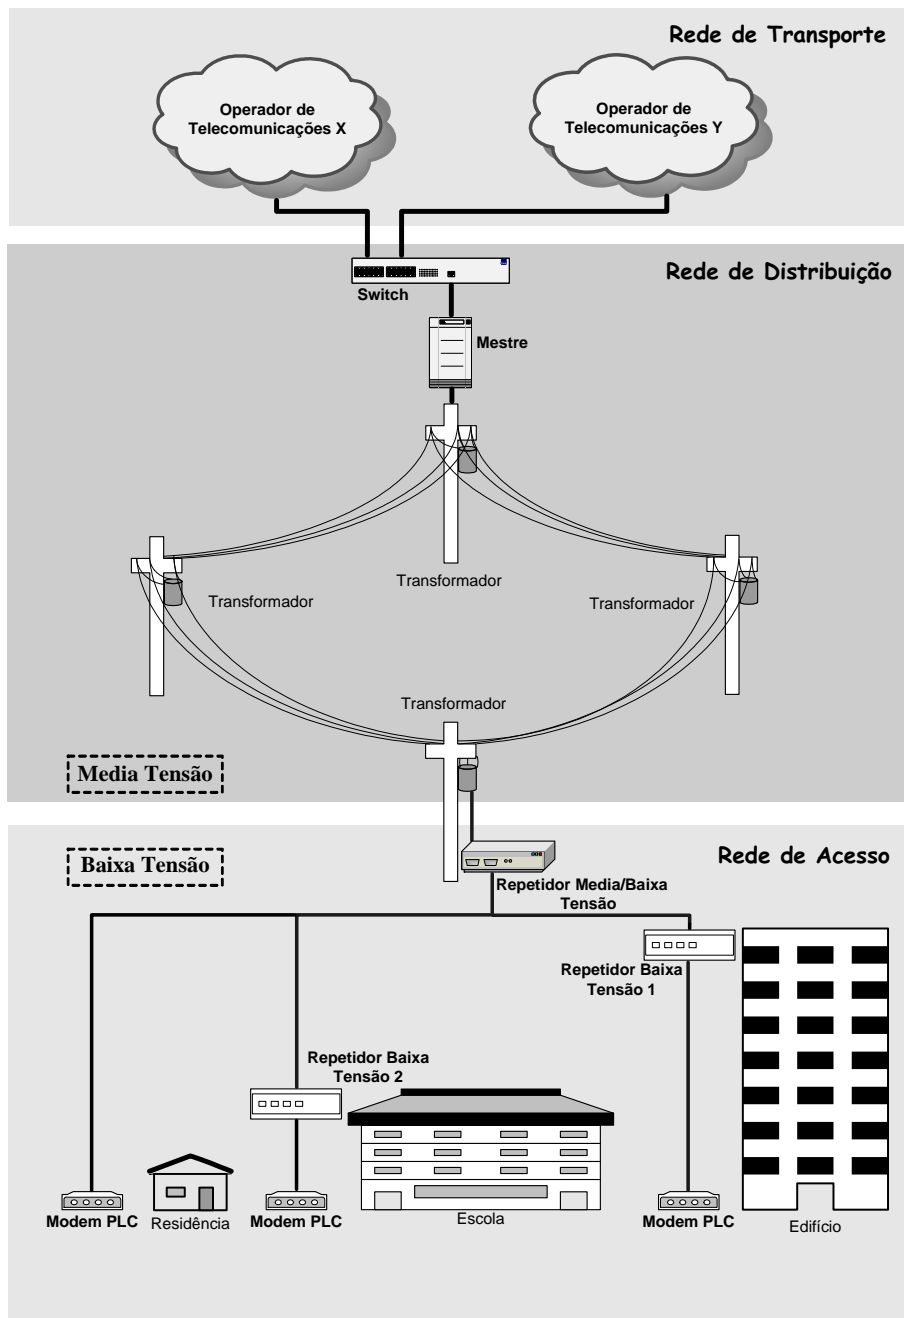 Rede de Transporte
Operador de
Telecomunicações X
Operador de
Telecomunicações Y
Rede de Distribuição
Switch
Mestre
Transformador
Transformador
Transformador
Transformador
Media Tensão
Baixa Tensão
Rede de Acesso
Repetidor Media/Baixa
Tensão
Repetidor Baixa
Tensão 1
Repetidor Baixa
Tensão 2
Modem PLC
Residência
Modem PLC
Escola
Modem PLC
Edifício